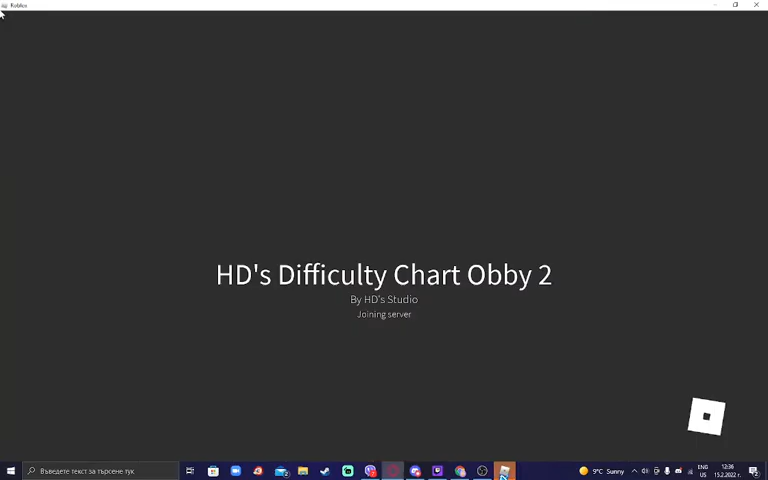 Roblox
HD's Difficulty Chart Obby 2
By HD's Studio
Joining server
Въведете текст за търсене тук
9°C Sunny
ENG
US
12:36
15.2.2022 г.